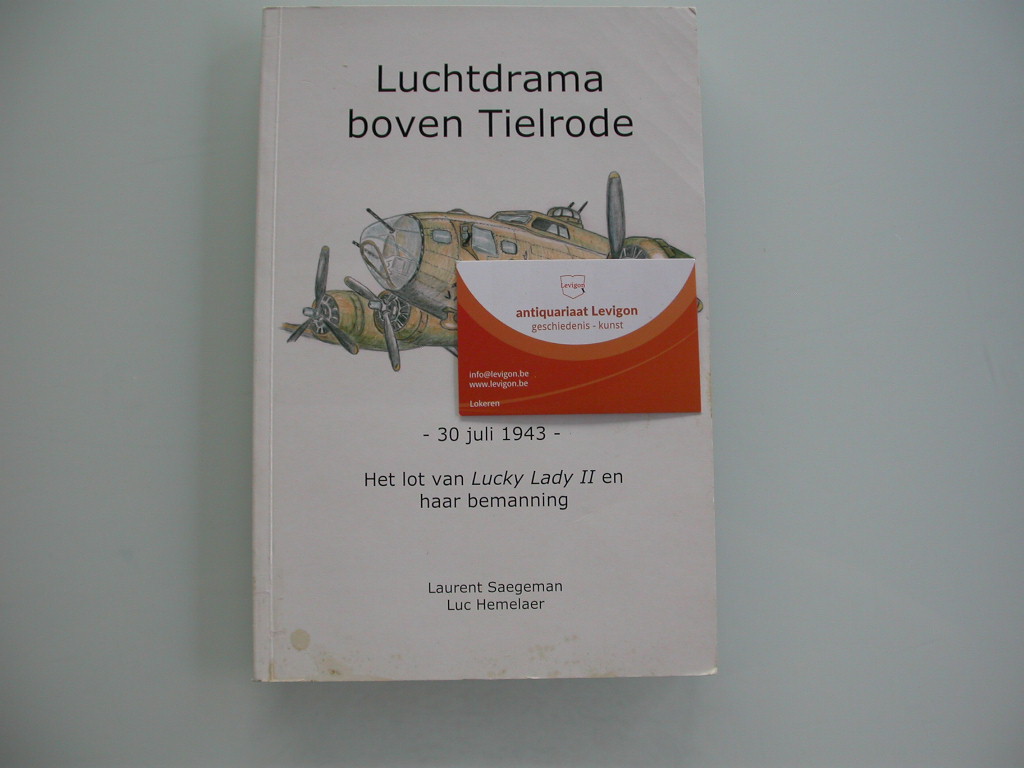 Luchtdrama
boven Tielrode
Levigon
antiquariaat Levigon
geschiedenis - kunst
info@levigon.be
www.levigon.be
Lokeren
- 30 juli 1943 -
Het lot van Lucky Lady II en
haar bemanning
Laurent Saegeman
Luc Hemelaer